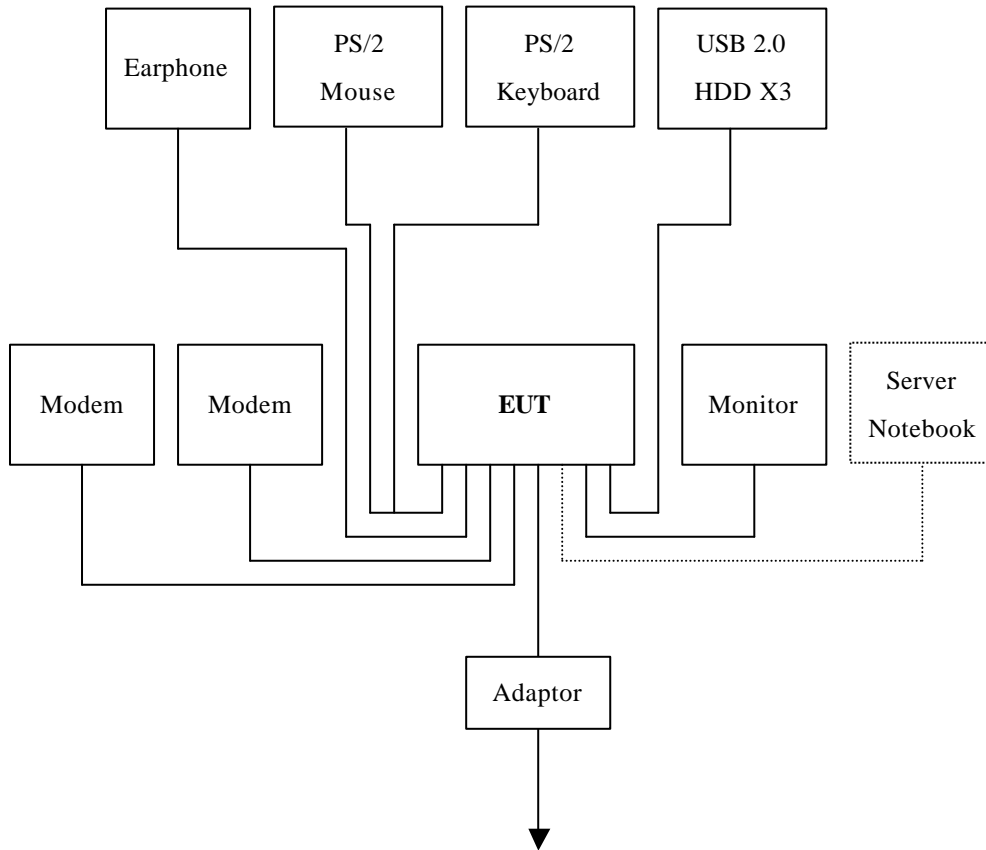 Earphone
PS/2
Mouse
PS/2
Keyboard
USB 2.0
HDD X3
Modem
Modem
EUT
Monitor
Server
Notebook
Adaptor